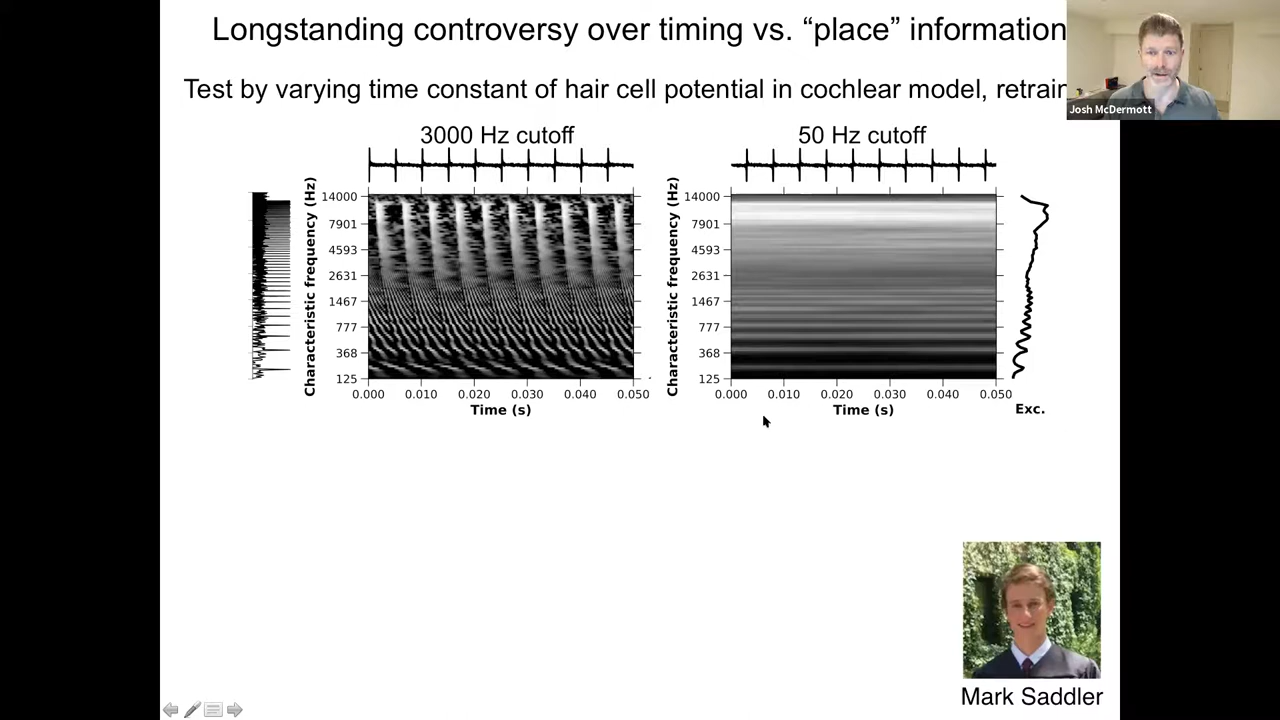 Longstanding controversy over timing vs. “place” information
Test by varying time constant of hair cell potential in cochlear model, retrain
Josh McDermott
3000 Hz cutoff
50 Hz cutoff
Characteristic frequency (Hz)
14000
7901
4593
2631
1467
777
368
125
0.000 0.010 0.020 0.030 0.040 0.050
Time (s)
Characteristic frequency (Hz)
14000
7901
4593
2631
1467
777
368
125
0.000 0.010 0.020 0.030 0.040 0.050
Time (s)
Exc.
Mark Saddler